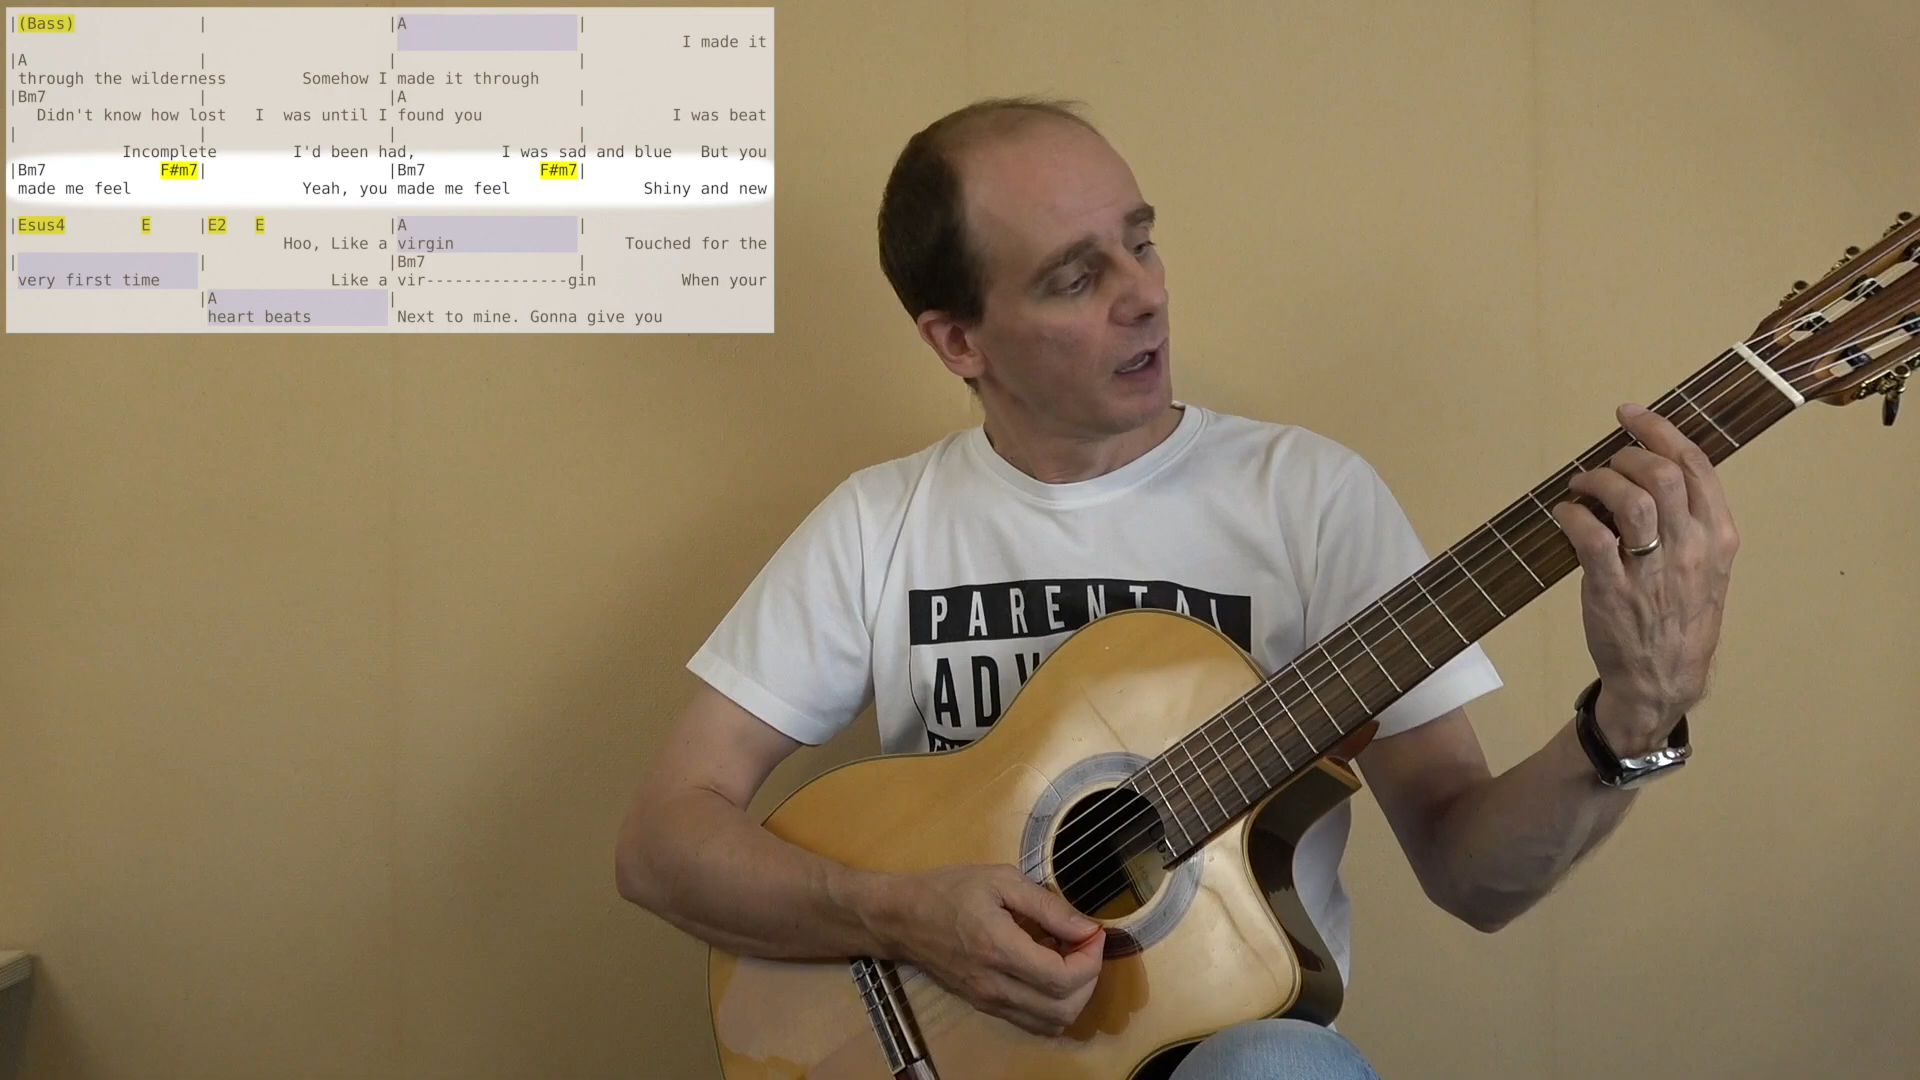 |(Bass) | |A |
I made it
|A | | |
through the wilderness Somehow I made it through
|Bm7 | |A |
Didn't know how lost I was until I found you I was beat
| | | |
Incomplete I'd been had, I was sad and blue But you
|Bm7 F#m7| |Bm7 F#m7|
made me feel Yeah, you made me feel Shiny and new
|Esus4 E |E2 E |A |
Hoo, Like a virgin Touched for the
| | |Bm7 |
very first time Like a vir---------------gin When your
|A |
heart beats Next to mine. Gonna give you
PARENTAL